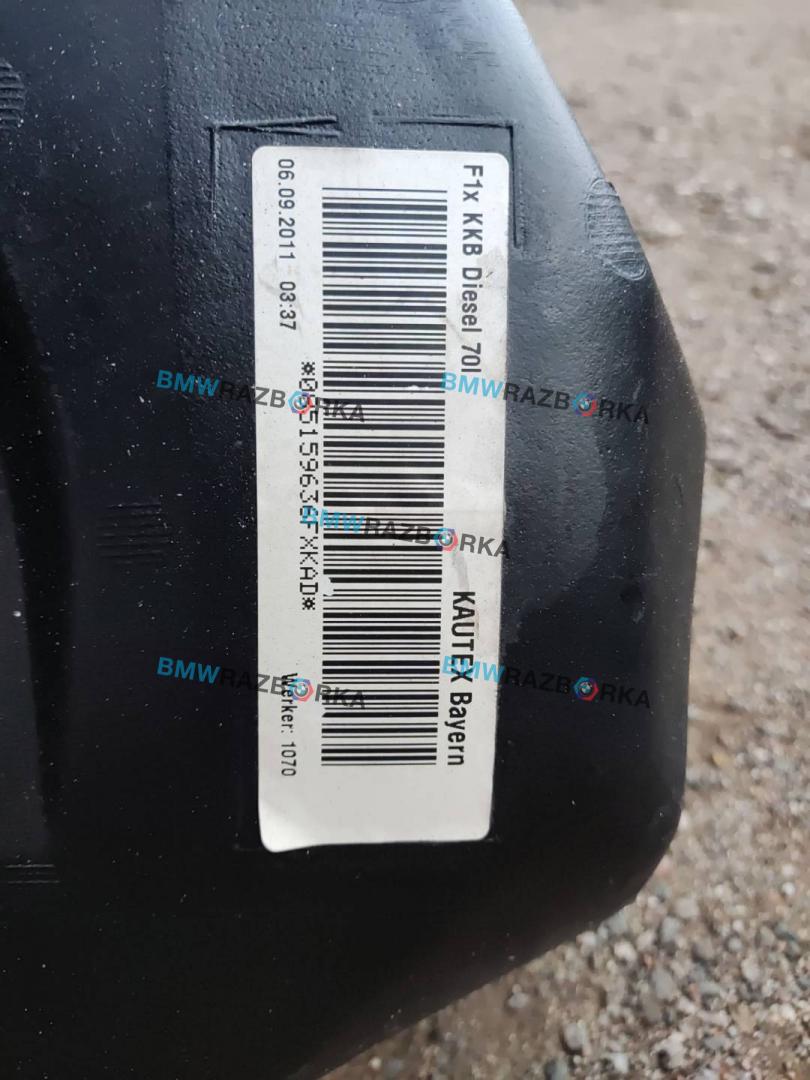 F1x KKB Diesel 70l
KAUTEX Bayern
06.09.2011 03:37
Werker: 1070
BMWRAZBORKA
BMWRAZBORKA
BMWRAZBORKA
BMWRAZBORKA
BMWRAZBORKA